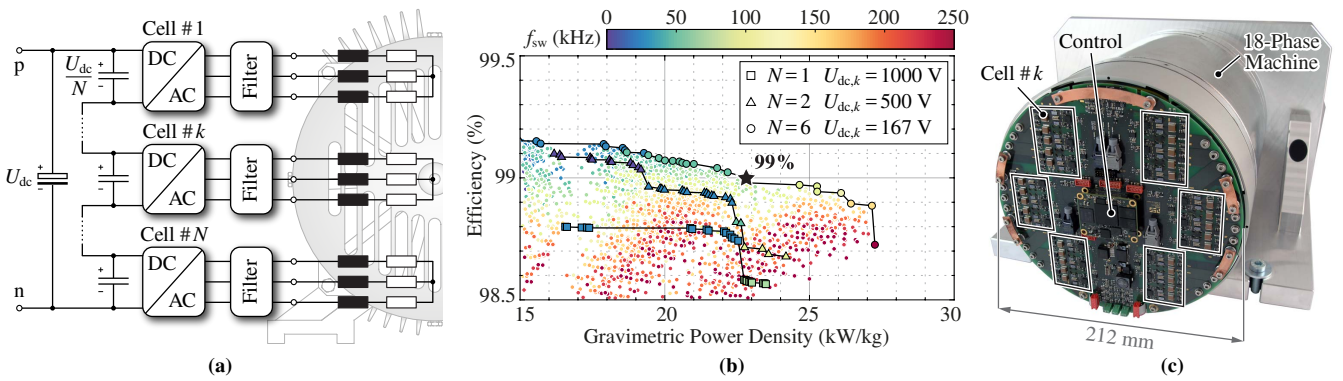 (a)
Cell #1
p
U_dc
N
+
-
DC
AC
Filter
Cell #k
U_dc
+
+
-
DC
AC
Filter
Cell #N
+
-
DC
AC
Filter
n
(b)
f_sw (kHz)
0 50 100 150 200 250
99.5
99
98.5
Efficiency (%)
N = 1 U_dc,k = 1000 V
N = 2 U_dc,k = 500 V
N = 6 U_dc,k = 167 V
99%
15 20 25 30
Gravimetric Power Density (kW/kg)
(c)
Control
18-Phase
Machine
Cell #k
212 mm